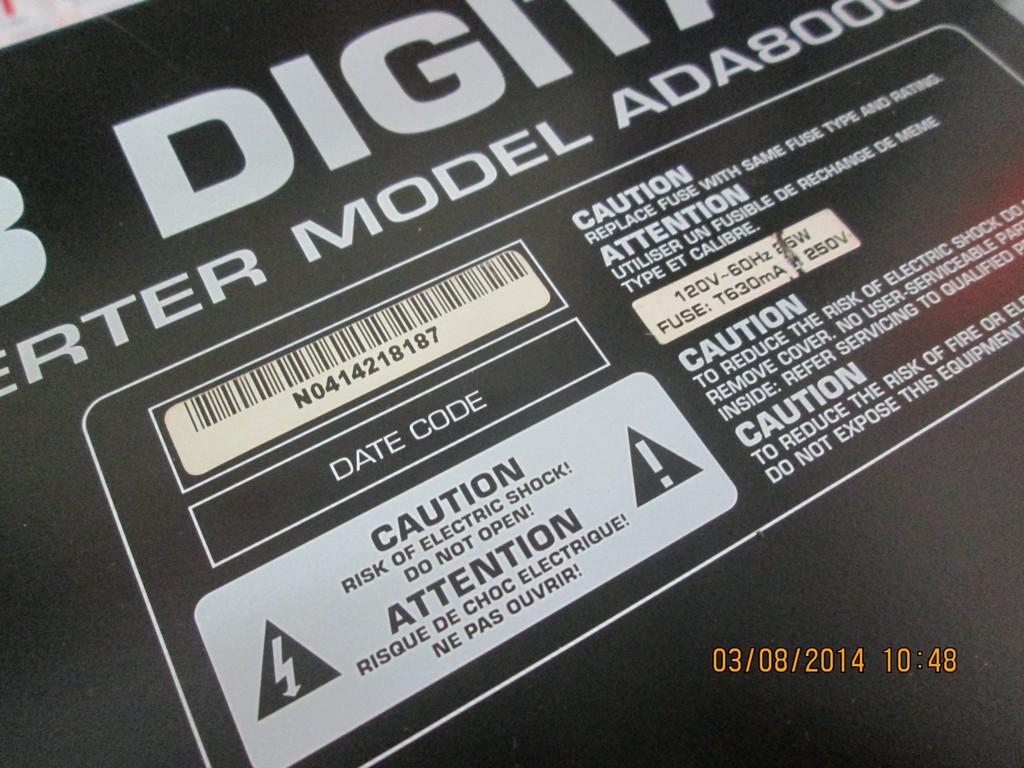 B DIGITA
ERTER MODEL ADA8000
N0414218187
DATE CODE
CAUTION
RISK OF ELECTRIC SHOCK!
DO NOT OPEN!
ATTENTION
RISQUE DE CHOC ELECTRIQUE!
NE PAS OUVRIR!
CAUTION
REPLACE FUSE WITH SAME FUSE TYPE AND RATING.
ATTENTION
UTILISER UN FUSIBLE DE RECHANGE DE MEME
TYPE ET CALIBRE.
120V~60Hz
FUSE: T630mA 250V
CAUTION
TO REDUCE THE RISK OF ELECTRIC SHOCK DO
REMOVE COVER. NO USER-SERVICEABLE PAR
INSIDE: REFER SERVICING TO QUALIFIED
CAUTION
TO REDUCE THE RISK OF FIRE OR ELE
DO NOT EXPOSE THIS EQUIPMENT
03/08/2014 10:48